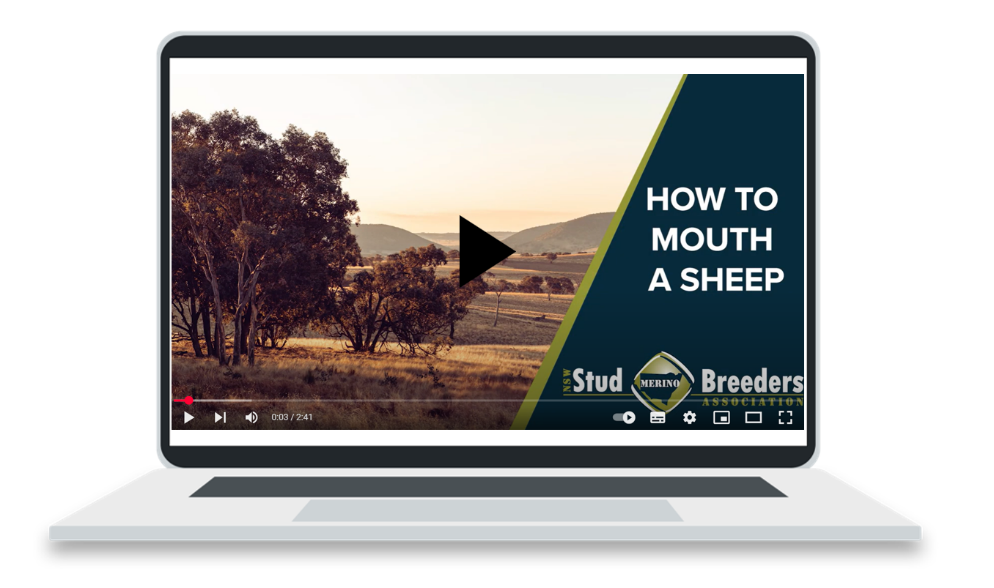 HOW TO
MOUTH
A SHEEP
NSW Stud MERINO Breeders
ASSOCIATION
0:03 / 2:41